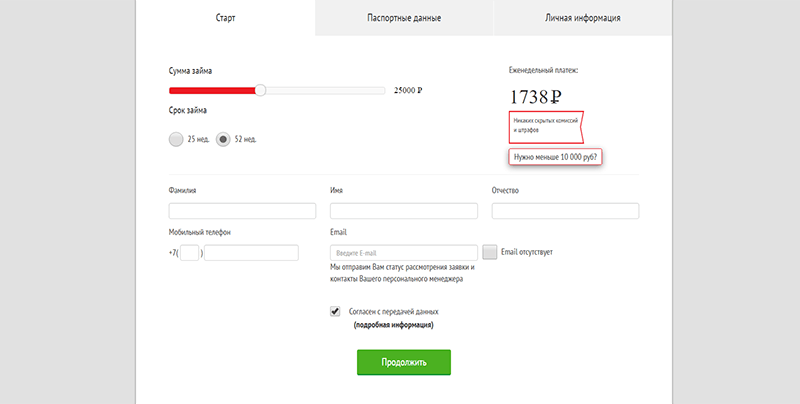 Старт Паспортные данные Личная информация
Сумма займа
25000 ₽
Срок займа
25 нед. 52 нед.
Еженедельный платеж:
1738₽
Никаких скрытых комиссий
и штрафов
Нужно меньше 10 000 руб?
Фамилия Имя Отчество
Мобильный телефон Email
+7( ) Введите E-mail Email отсутствует
Мы отправим Вам статус рассмотрения заявки и
контакты Вашего персонального менеджера
Согласен с передачей данных
(подробная информация)
Продолжить